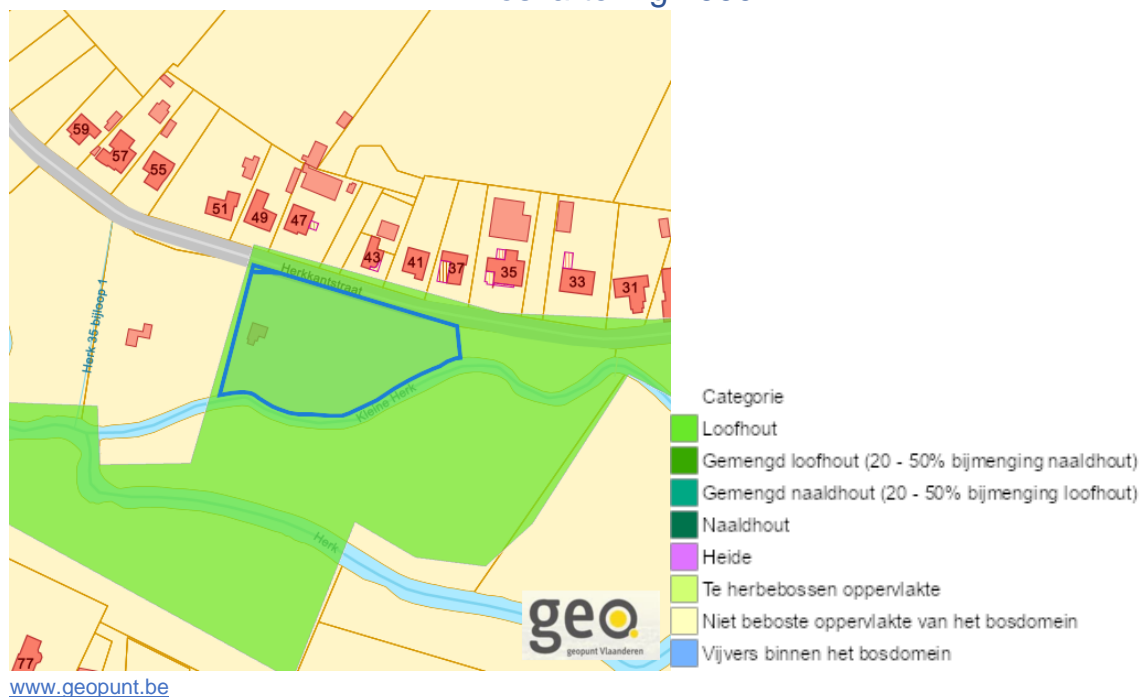 59
57
55
51
49
47
43
41
37
35
33
31
Herkkantstraat
Herk 35 bijloop 1
Kleine Herk
Herk
77
geo
geopunt Vlaanderen
Categorie
Loofhout
Gemengd loofhout (20 - 50% bijmenging naaldhout)
Gemengd naaldhout (20 - 50% bijmenging loofhout)
Naaldhout
Heide
Te herbebossen oppervlakte
Niet beboste oppervlakte van het bosdomein
Vijvers binnen het bosdomein
www.geopunt.be